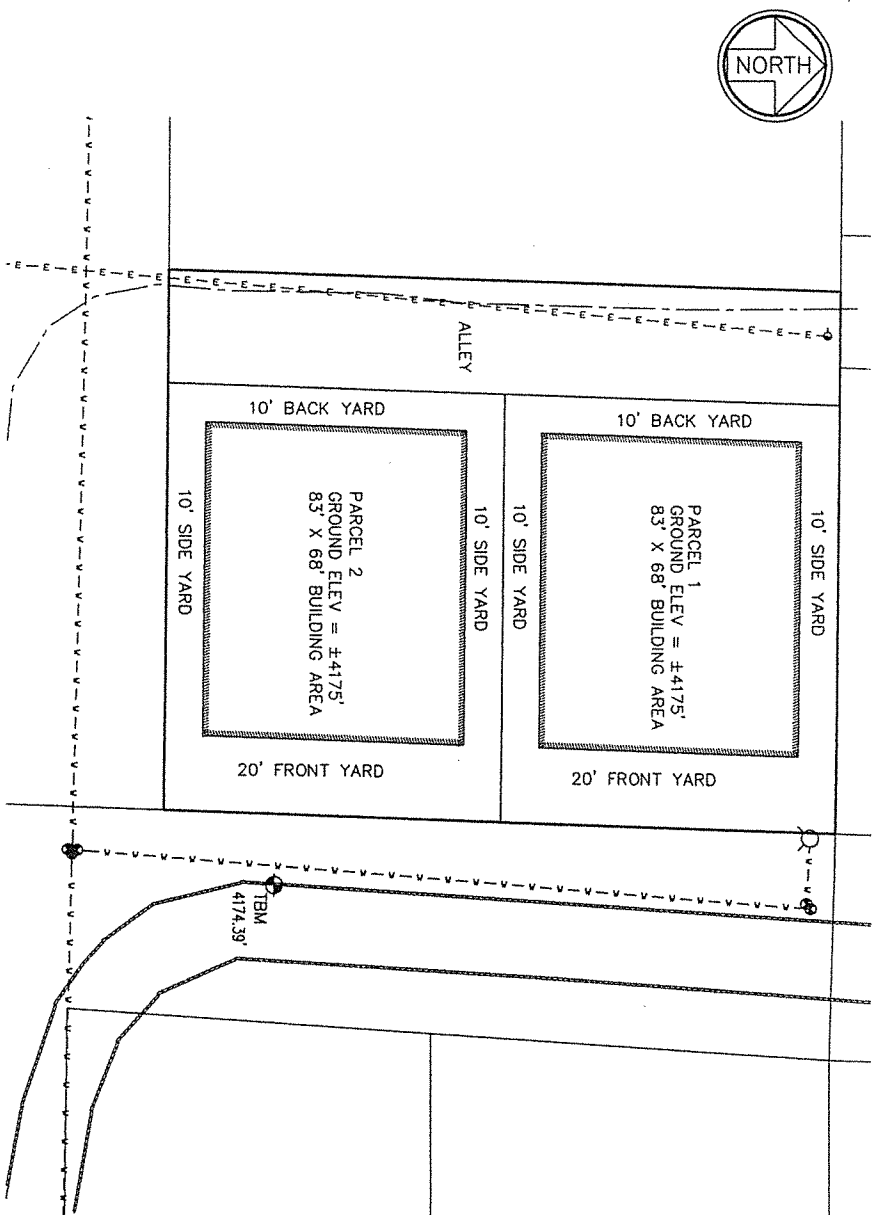 NORTH
ALLEY
10' BACK YARD
10' BACK YARD
10' SIDE YARD
PARCEL 2
GROUND ELEV = ±4175'
83' X 68' BUILDING AREA
10' SIDE YARD
10' SIDE YARD
PARCEL 1
GROUND ELEV = ±4175'
83' X 68' BUILDING AREA
10' SIDE YARD
20' FRONT YARD
20' FRONT YARD
TBM
4174.39'